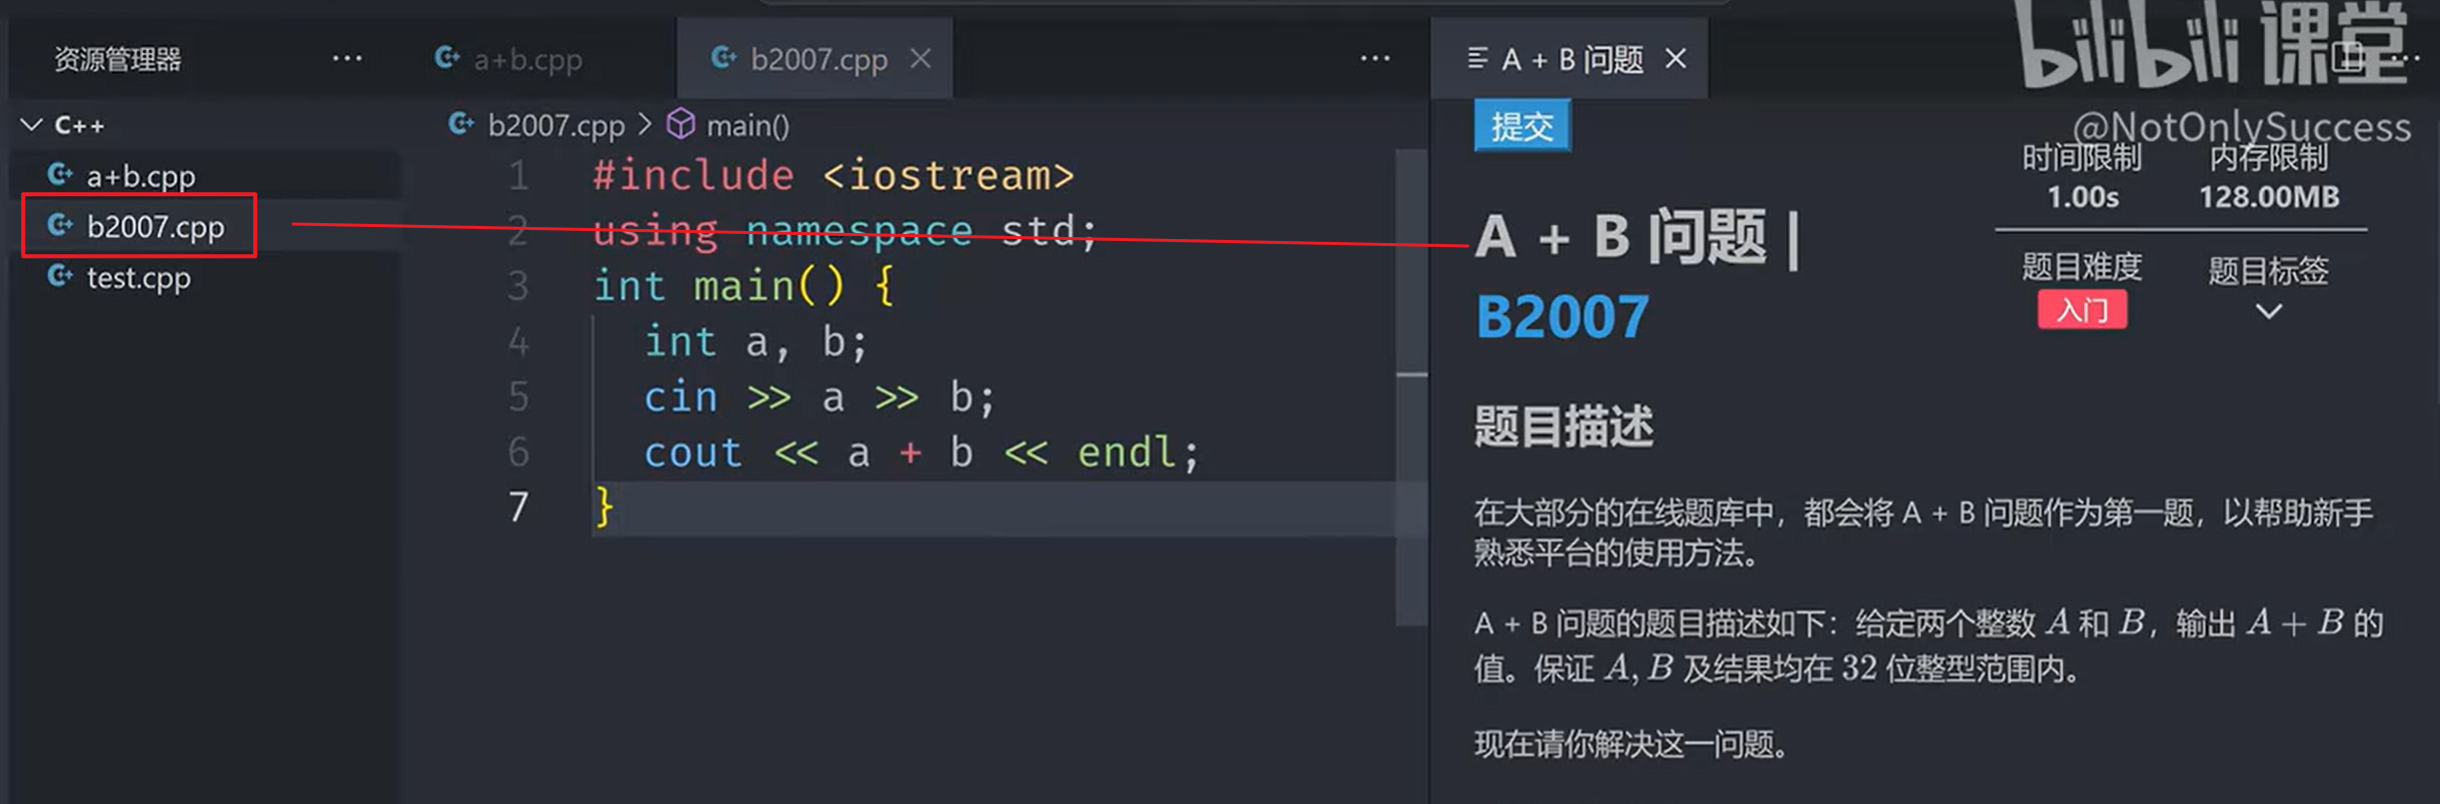 资源管理器 ···
C++
a+b.cpp
b2007.cpp
test.cpp
a+b.cpp
b2007.cpp ×
···
b2007.cpp > main()
1 #include <iostream>
2 using namespace std;
3 int main() {
4 int a, b;
5 cin >> a >> b;
6 cout << a + b << endl;
7 }
A + B 问题 ×
bilibili 课堂
···
@NotOnlySuccess
提交
时间限制 内存限制
1.00s 128.00MB
题目难度 题目标签
入门
A + B 问题 |
B2007
题目描述
在大部分的在线题库中，都会将 A + B 问题作为第一题，以帮助新手
熟悉平台的使用方法。
A + B 问题的题目描述如下：给定两个整数 A 和 B，输出 A + B 的
值。保证 A, B 及结果均在 32 位整型范围内。
现在请你解决这一问题。